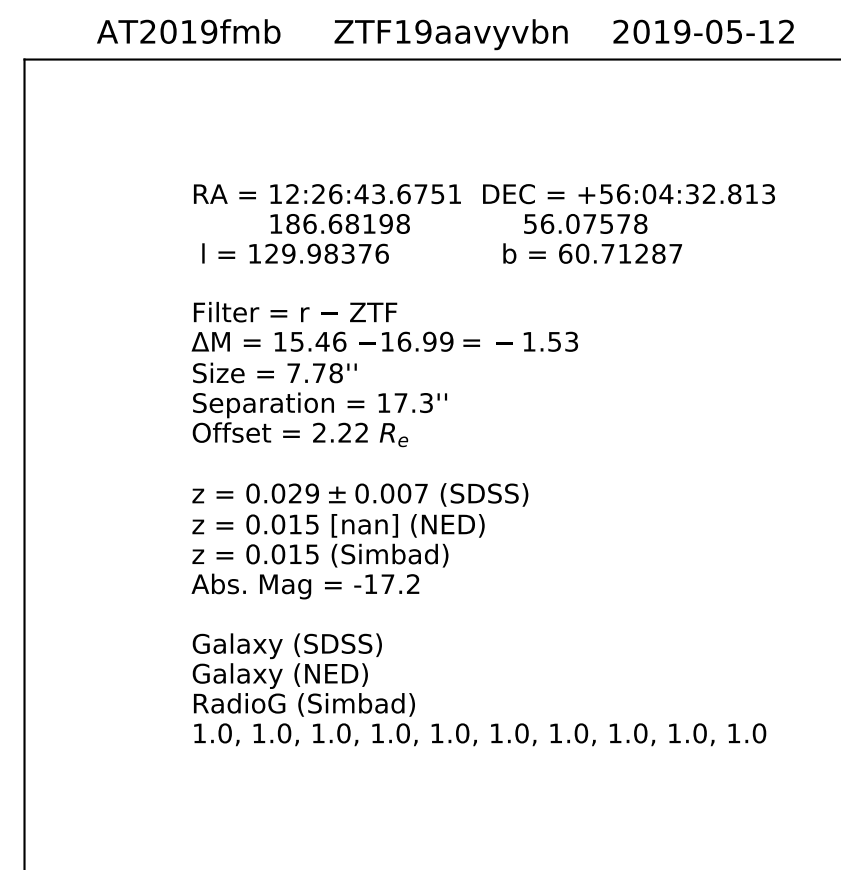 AT2019fmb ZTF19aavyvbn 2019-05-12
RA = 12:26:43.6751 DEC = +56:04:32.813
186.68198 56.07578
l = 129.98376 b = 60.71287
Filter = r − ZTF
ΔM = 15.46 −16.99 = − 1.53
Size = 7.78''
Separation = 17.3''
Offset = 2.22 Rₑ
z = 0.029 ± 0.007 (SDSS)
z = 0.015 [nan] (NED)
z = 0.015 (Simbad)
Abs. Mag = -17.2
Galaxy (SDSS)
Galaxy (NED)
RadioG (Simbad)
1.0, 1.0, 1.0, 1.0, 1.0, 1.0, 1.0, 1.0, 1.0, 1.0